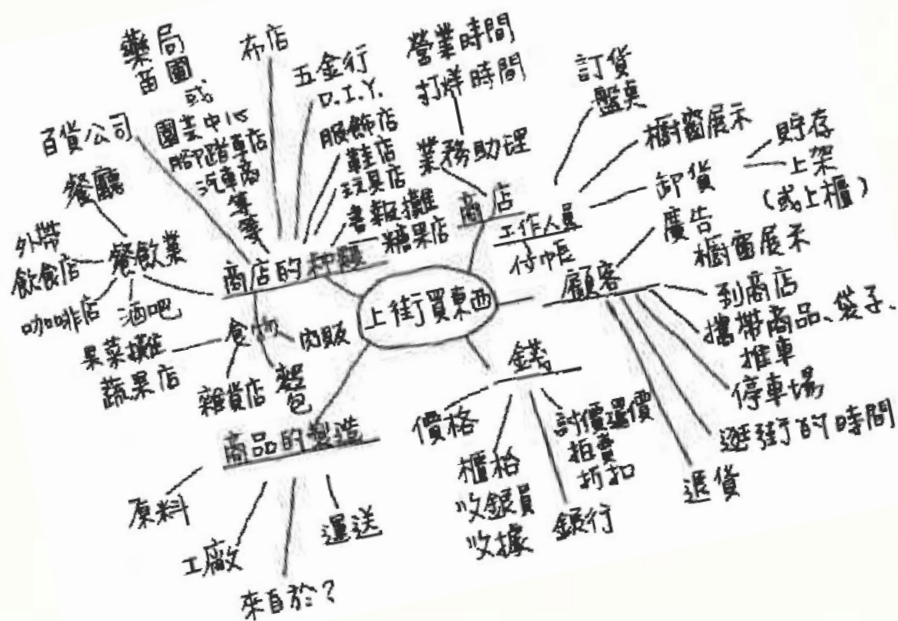 上街買東西
商店的種類
百貨公司
藥局
苗圃
或
園藝中心
腳踏車店
汽車商
等等
布店
五金行
D.I.Y.
服飾店
鞋店
玩具店
書報攤
糖果店
餐飲業
餐廳
外帶
飲食店
咖啡店
酒吧
食物
果菜攤
蔬果店
雜貨店
麵包
肉販
商店
業務助理
營業時間
打烊時間
工作人員
訂貨
盤桌
櫥窗展示
卸貨
貯存
上架
(或上櫃)
廣告
櫥窗展示
付帳
顧客
到商店
攜帶商品、袋子、
推車
停車場
逛街的時間
退貨
錢
價格
櫃格
收銀員
收據
銀行
討價還價
拍賣
折扣
商品的製造
原料
工廠
來自於?
運送